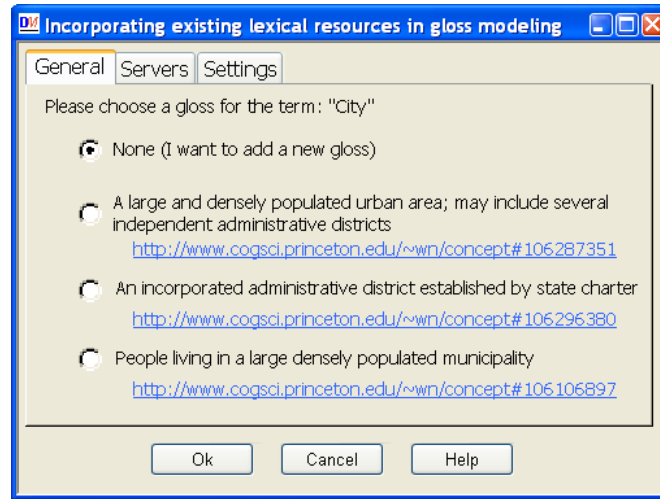 DM Incorporating existing lexical resources in gloss modeling
General Servers Settings
Please choose a gloss for the term: "City"
None (I want to add a new gloss)
A large and densely populated urban area; may include several
independent administrative districts
http://www.cogsci.princeton.edu/~wn/concept#106287351
An incorporated administrative district established by state charter
http://www.cogsci.princeton.edu/~wn/concept#106296380
People living in a large densely populated municipality
http://www.cogsci.princeton.edu/~wn/concept#106106897
Ok Cancel Help